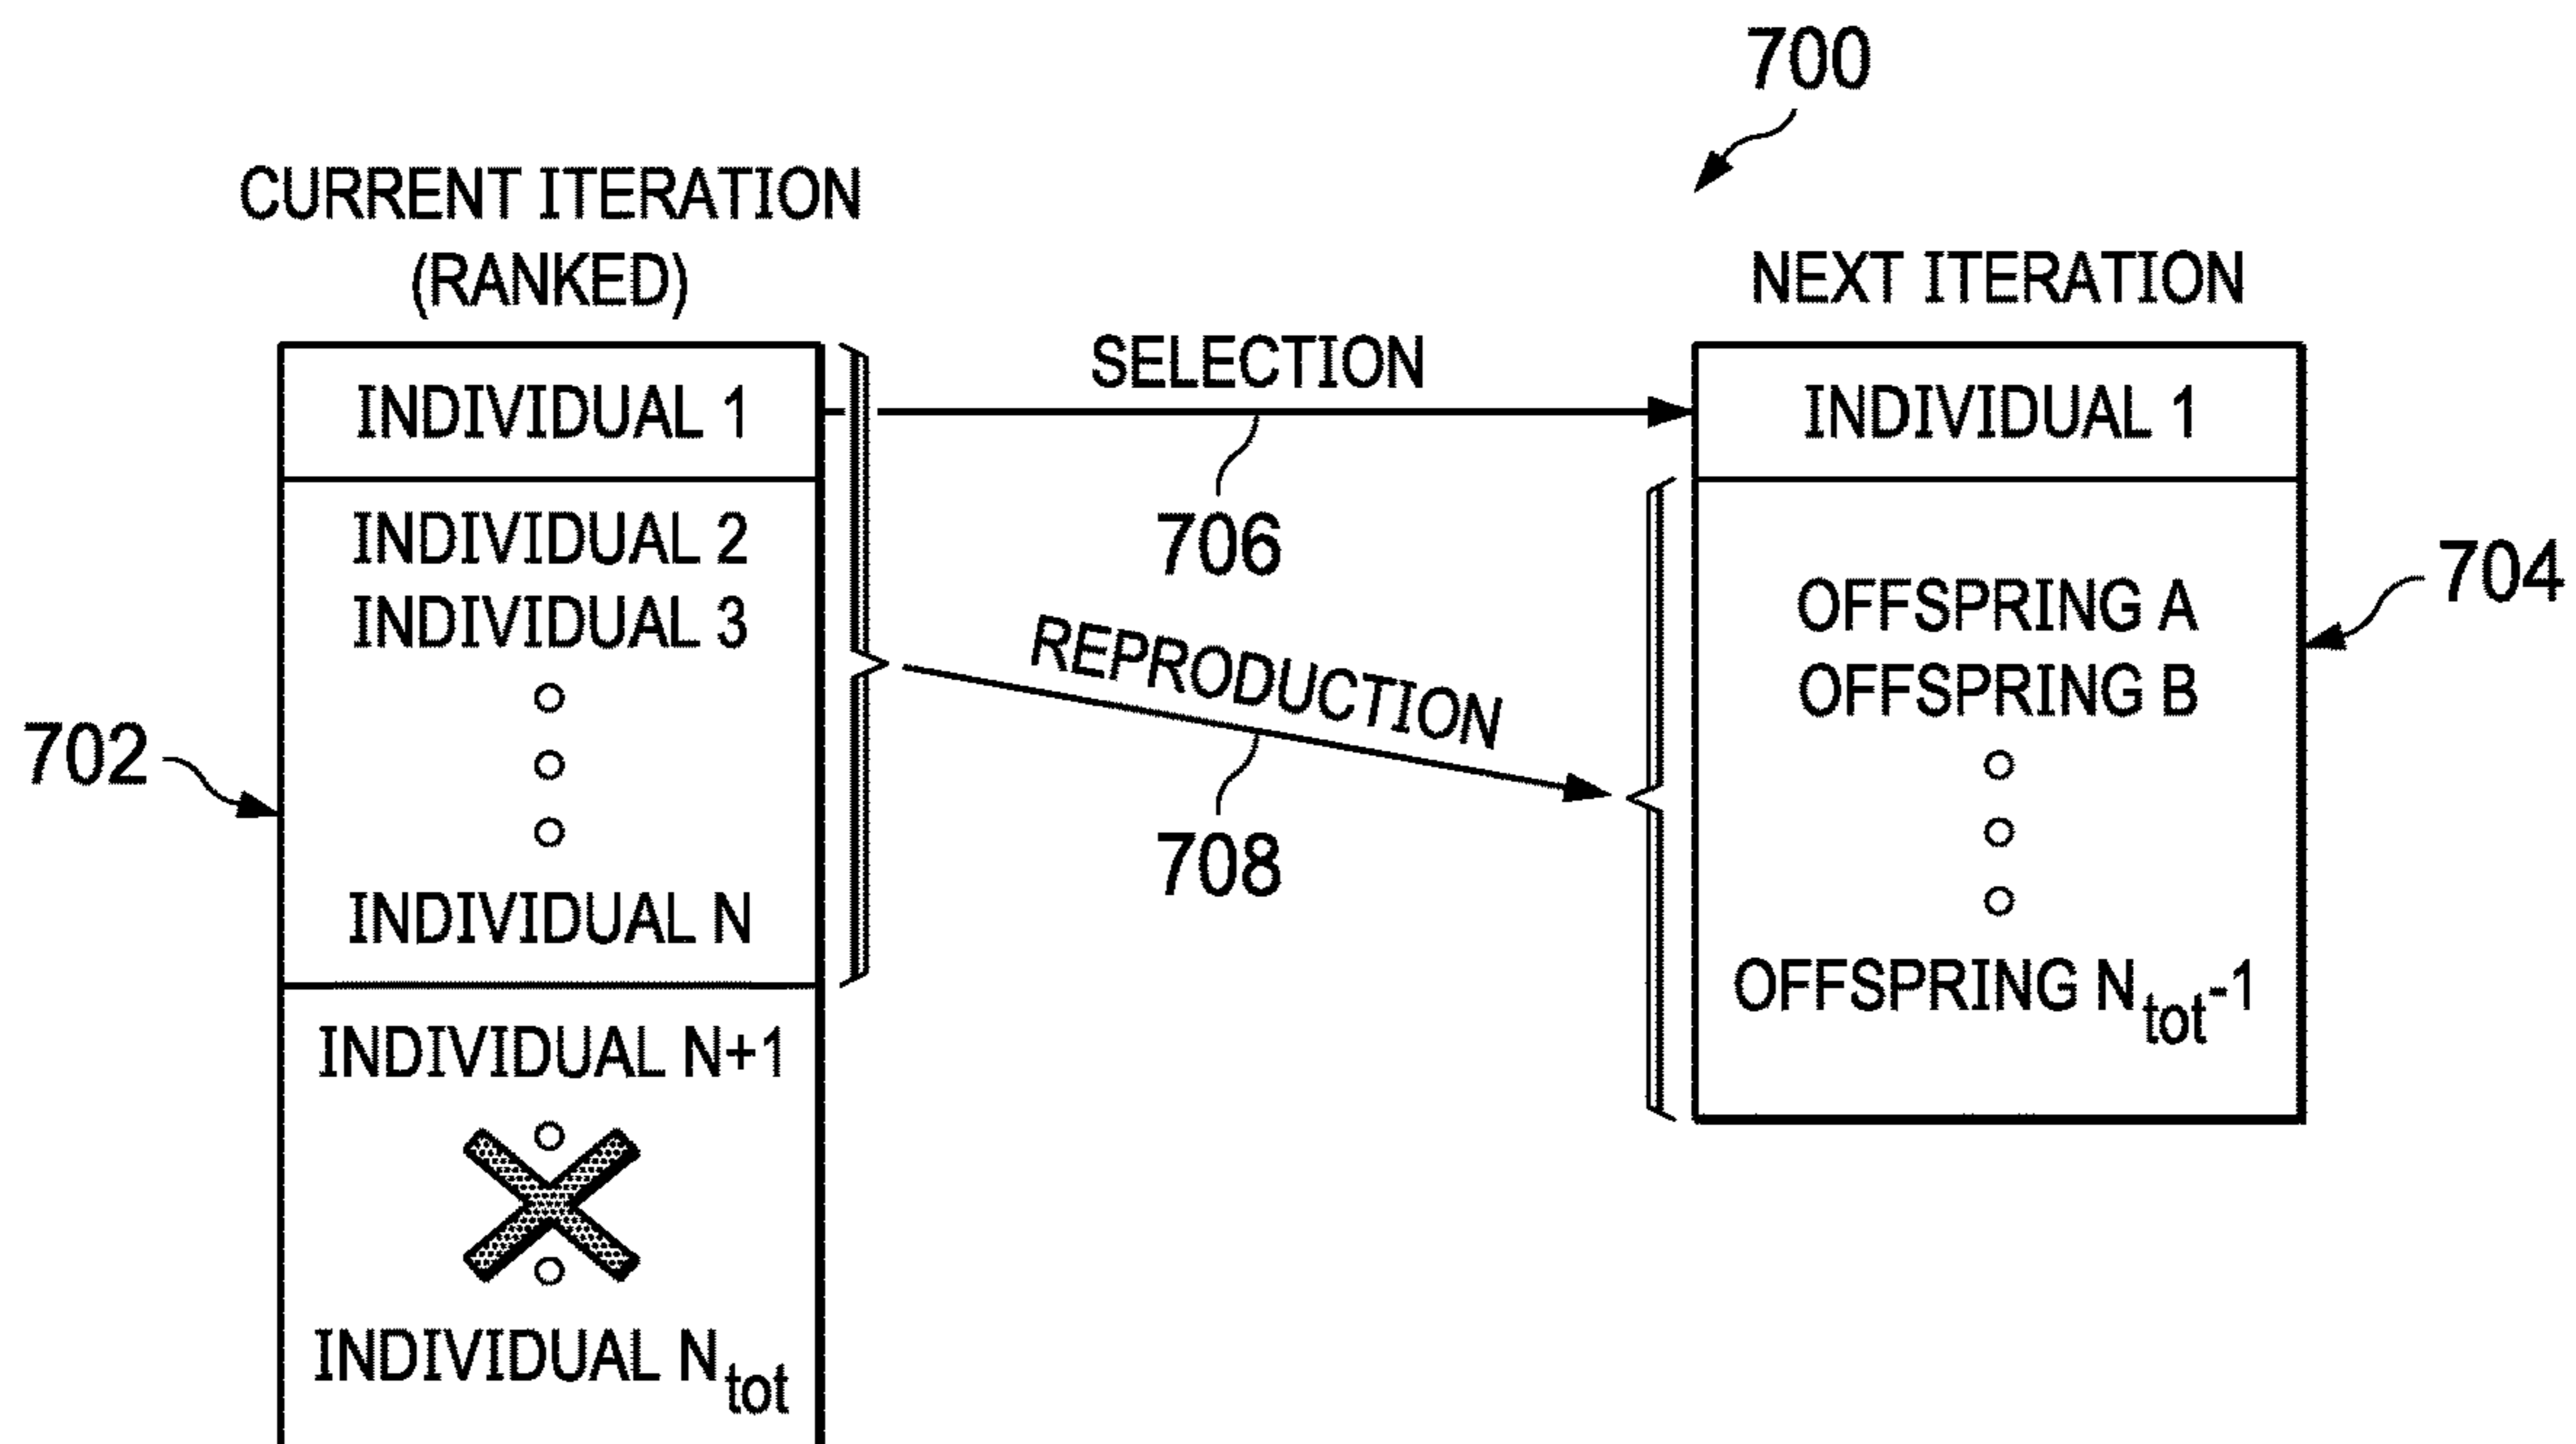 700
CURRENT ITERATION
(RANKED)
NEXT ITERATION
INDIVIDUAL 1
SELECTION
INDIVIDUAL 1
706
INDIVIDUAL 2
INDIVIDUAL 3
INDIVIDUAL N
702
REPRODUCTION
708
OFFSPRING A
OFFSPRING B
OFFSPRING Ntot-1
704
INDIVIDUAL N+1
INDIVIDUAL Ntot